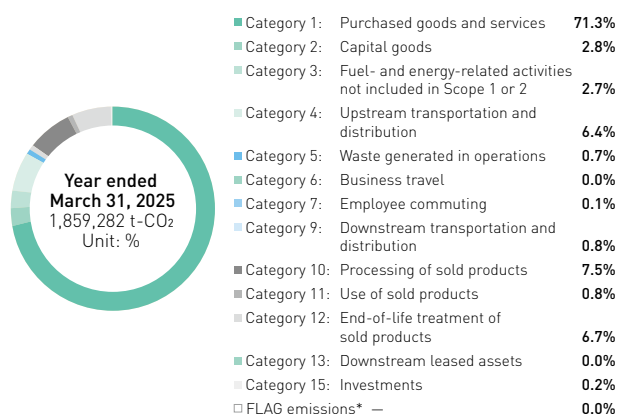 Year ended
March 31, 2025
1,859,282 t-CO₂
Unit: %
Category 1: Purchased goods and services 71.3%
Category 2: Capital goods 2.8%
Category 3: Fuel- and energy-related activities
not included in Scope 1 or 2 2.7%
Category 4: Upstream transportation and
distribution 6.4%
Category 5: Waste generated in operations 0.7%
Category 6: Business travel 0.0%
Category 7: Employee commuting 0.1%
Category 9: Downstream transportation and
distribution 0.8%
Category 10: Processing of sold products 7.5%
Category 11: Use of sold products 0.8%
Category 12: End-of-life treatment of
sold products 6.7%
Category 13: Downstream leased assets 0.0%
Category 15: Investments 0.2%
FLAG emissions* — 0.0%